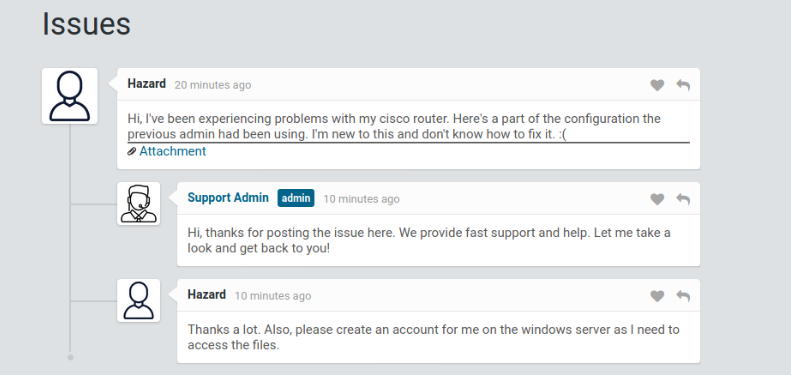 Issues
Hazard 20 minutes ago
Hi, I've been experiencing problems with my cisco router. Here's a part of the configuration the
previous admin had been using. I'm new to this and don't know how to fix it. :(
Attachment
Support Admin admin 10 minutes ago
Hi, thanks for posting the issue here. We provide fast support and help. Let me take a
look and get back to you!
Hazard 10 minutes ago
Thanks a lot. Also, please create an account for me on the windows server as I need to
access the files.